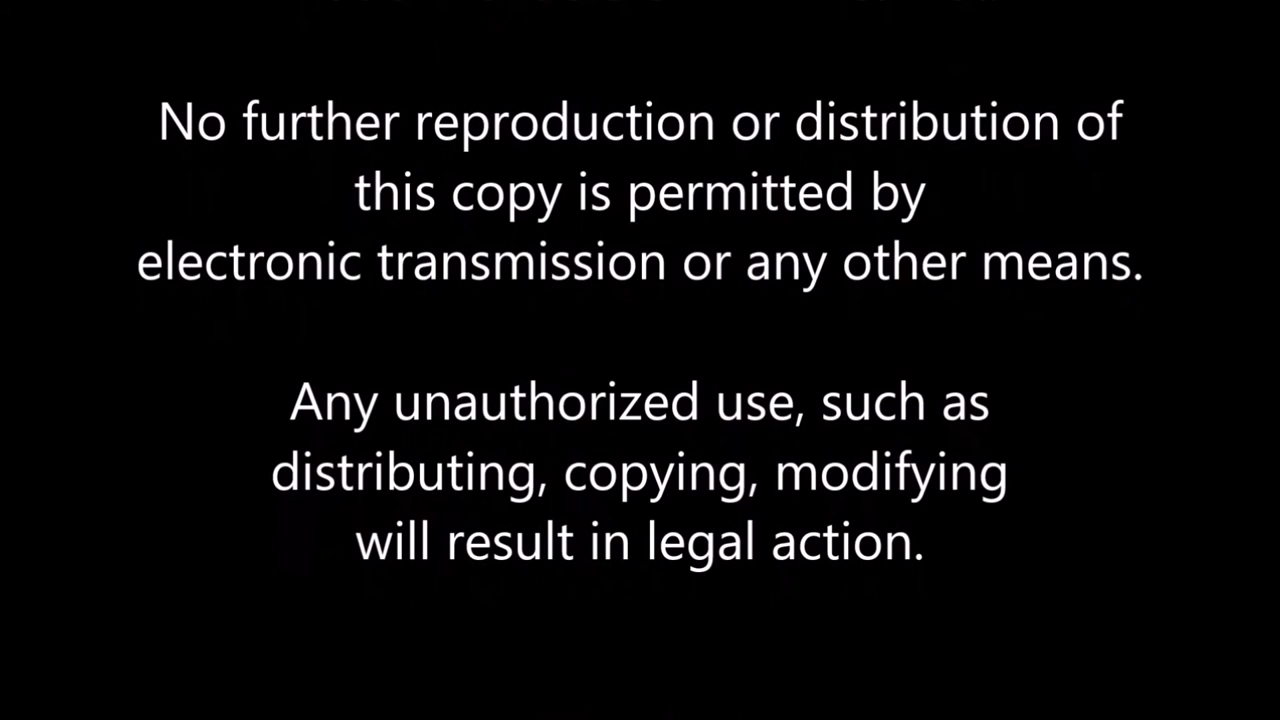 No further reproduction or distribution of
this copy is permitted by
electronic transmission or any other means.
Any unauthorized use, such as
distributing, copying, modifying
will result in legal action.